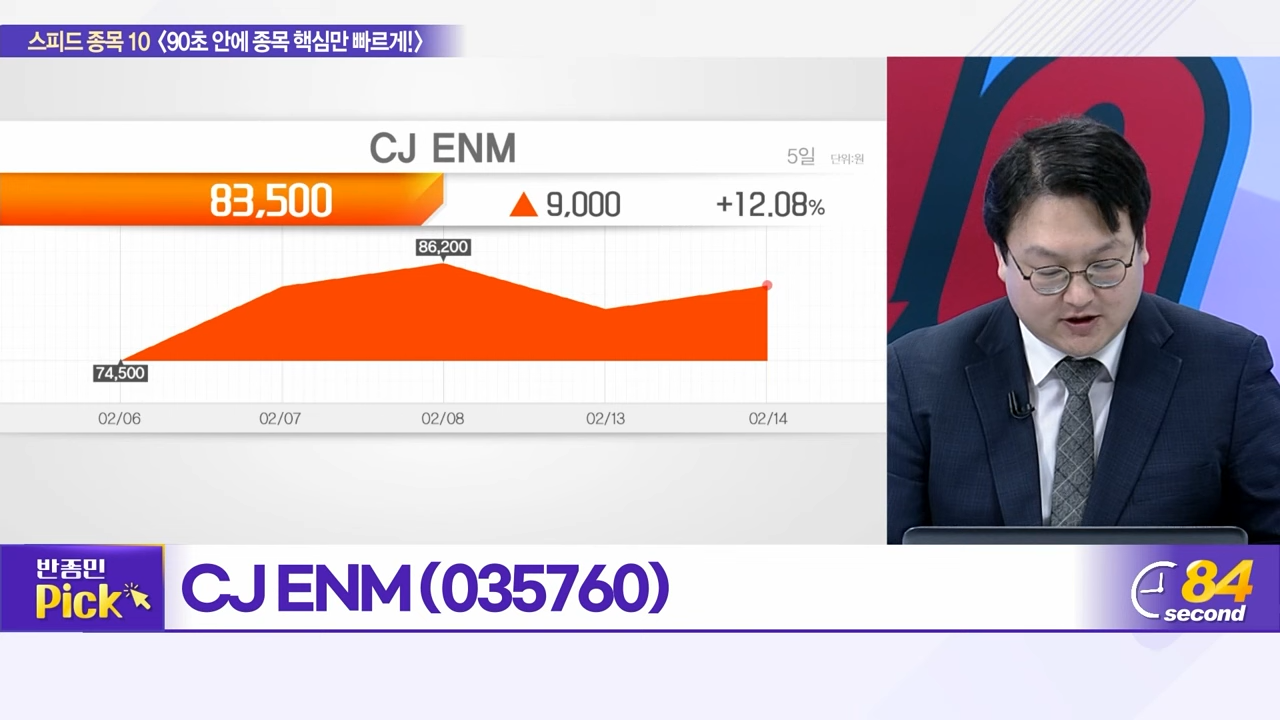 스피드 종목 10 〈90초 안에 종목 핵심만 빠르게!〉
CJ ENM
5일 단위:원
83,500 ▲ 9,000 +12.08%
86,200
74,500
02/06 02/07 02/08 02/13 02/14
반종민
Pick
CJ ENM (035760)
84
second